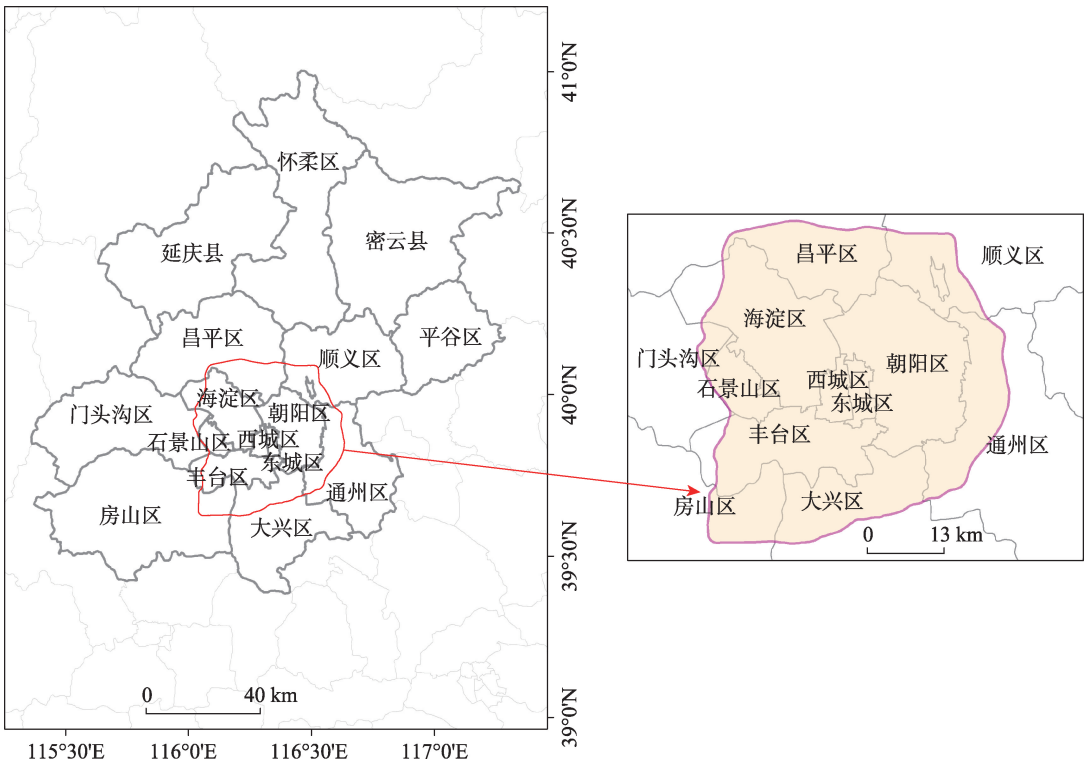 怀柔区
密云县
延庆县
昌平区
平谷区
顺义区
海淀区
朝阳区
门头沟区
石景山区
西城区
东城区
丰台区
通州区
房山区
大兴区
0 40 km
115°30'E
116°0'E
116°30'E
117°0'E
41°0'N
40°30'N
40°0'N
39°30'N
39°0'N
昌平区
顺义区
海淀区
门头沟区
朝阳区
石景山区
西城区
东城区
丰台区
通州区
房山区
大兴区
0 13 km